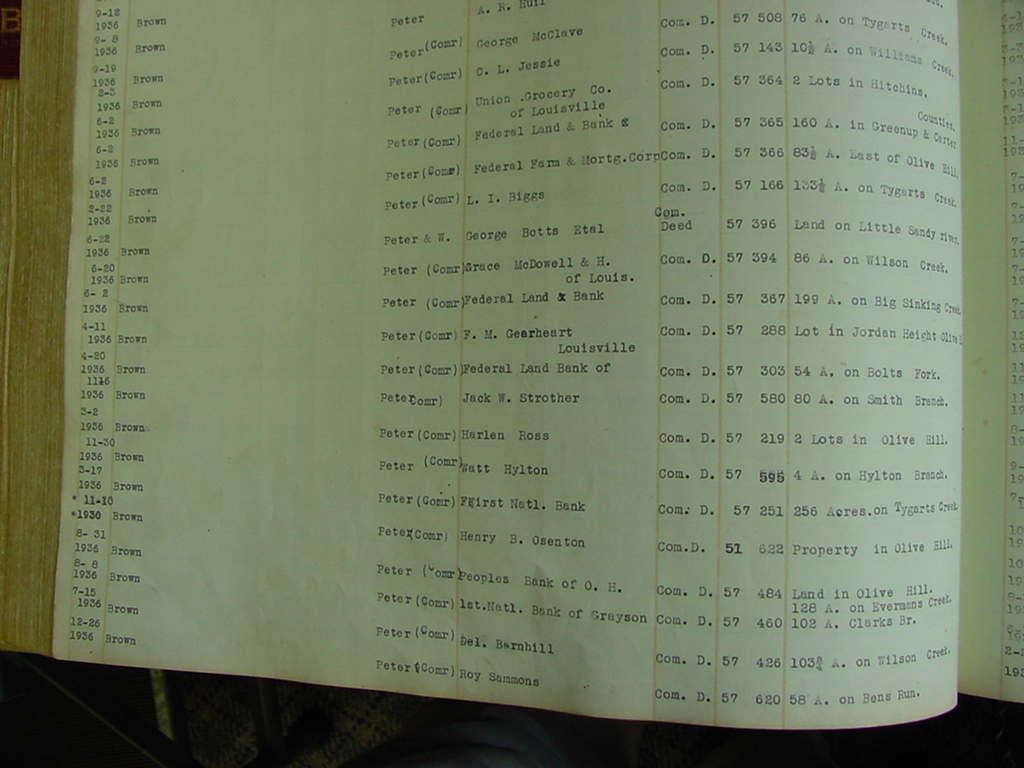 9-12
1936 Brown
9- 8
1936 Brown Peter A. R.
9-19
1936 Brown Peter(Comr) George McClave Com. D. 57 508 76 A. on Tygarts Creek.
2-3
1936 Brown Peter(Comr) C. L. Jessie Com. D. 57 143 10½ A. on Williams Creek.
6-2
1936 Brown Peter (Comr) Union Grocery Co. Com. D. 57 364 2 Lots in Hitchins.
of Louisville Counties.
6-2
1936 Brown Peter(Comr) Federal Land & Bank & Com. D. 57 365 160 A. in Greenup & Carter
6-2
1936 Brown Peter(Comr) Federal Farm & Mortg.Corp Com. D. 57 366 83½ A. East of Olive Hill.
2-22
1936 Brown Peter(Comr) L. I. Biggs Com. D. 57 166 133½ A. on Tygarts Creek.
6-22 Com.
1936 Brown Peter & W. George Botts Etal Deed 57 396 Land on Little Sandy river.
6-20
1936 Brown Peter (Comr) Grace McDowell & H. Com. D. 57 394 86 A. on Wilson Creek.
of Louis.
6- 2
1936 Brown Peter (Comr) Federal Land & Bank Com. D. 57 367 199 A. on Big Sinking Creek
4-11
1936 Brown Peter(Comr) F. M. Gearheart Com. D. 57 288 Lot in Jordan Height Olive
Louisville
4-20
1936 Brown Peter(Comr) Federal Land Bank of Com. D. 57 303 54 A. on Bolts Fork.
1116
1936 Brown Peter Comr) Jack W. Strother Com. D. 57 580 80 A. on Smith Branch.
3-2
1936 Brown Peter(Comr) Harlen Ross Com. D. 57 219 2 Lots in Olive Hill.
11-30
1936 Brown Peter (Comr) Watt Hylton Com. D. 57 595 4 A. on Hylton Branch.
3-17
1936 Brown Peter(Comr) First Natl. Bank Com. D. 57 251 256 Acres.on Tygarts Creek
* 11-10
*1930 Brown Peter(Comr) Henry B. Osenton Com.D. 51 622 Property in Olive Hill.
8- 31
1936 Brown Peter (Comr) Peoples Bank of O. H. Com. D. 57 484 Land in Olive Hill.
128 A. on Evermans Creek.
8- 8
1936 Brown Peter(Comr) 1st.Natl. Bank of Grayson Com. D. 57 460 102 A. Clarks Br.
7-15
1936 Brown Peter(Comr) Del. Barnhill Com. D. 57 426 103¾ A. on Wilson Creek.
12-26
1936 Brown Peter (Comr) Roy Sammons Com. D. 57 620 58 A. on Bens Run.